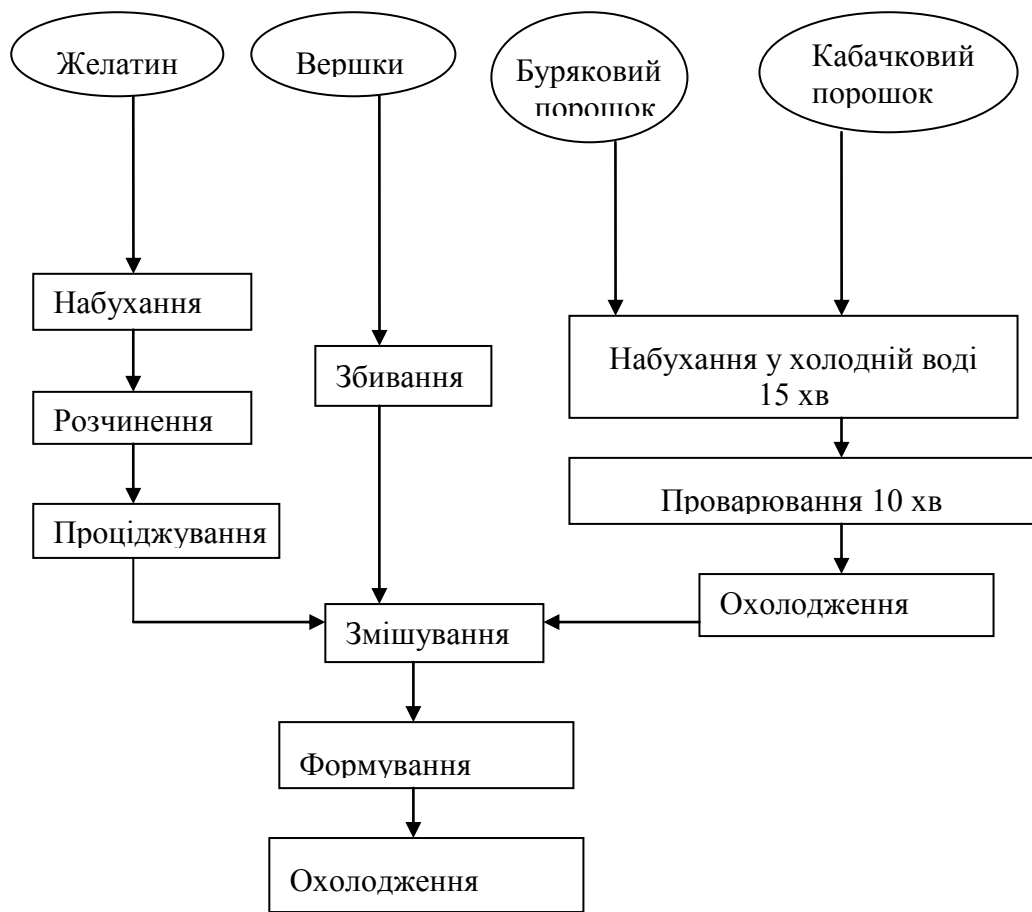 Желатин
Вершки
Буряковий
порошок
Кабачковий
порошок
Набухання
Збивання
Набухання у холодній воді
15 хв
Розчинення
Проварювання 10 хв
Проціджування
Охолодження
Змішування
Формування
Охолодження